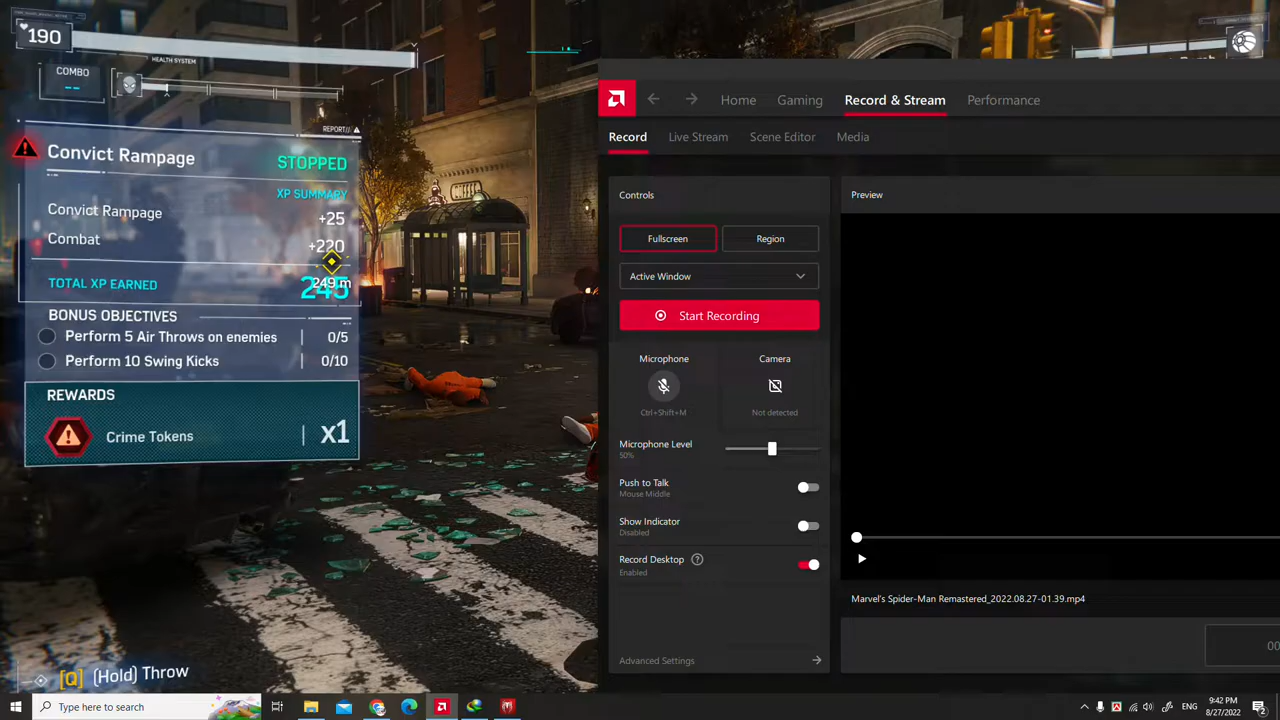 190
HEALTH SYSTEM
COMBO
--
REPORT//
Convict Rampage
STOPPED
XP SUMMARY
Convict Rampage
+25
Combat
+220
249 m
TOTAL XP EARNED
245
BONUS OBJECTIVES
Perform 5 Air Throws on enemies
0/5
Perform 10 Swing Kicks
0/10
REWARDS
Crime Tokens
x1
[Q] (Hold) Throw
Home
Gaming
Record & Stream
Performance
Record
Live Stream
Scene Editor
Media
Controls
Preview
Fullscreen
Region
Active Window
Start Recording
Microphone
Camera
Ctrl+Shift+M
Not detected
Microphone Level
50%
Push to Talk
Mouse Middle
Show Indicator
Disabled
Record Desktop
?
Enabled
Advanced Settings
Marvel's Spider-Man Remastered_2022.08.27-01.39.mp4
00
Type here to search
ENG
9:42 PM
8/27/2022
2